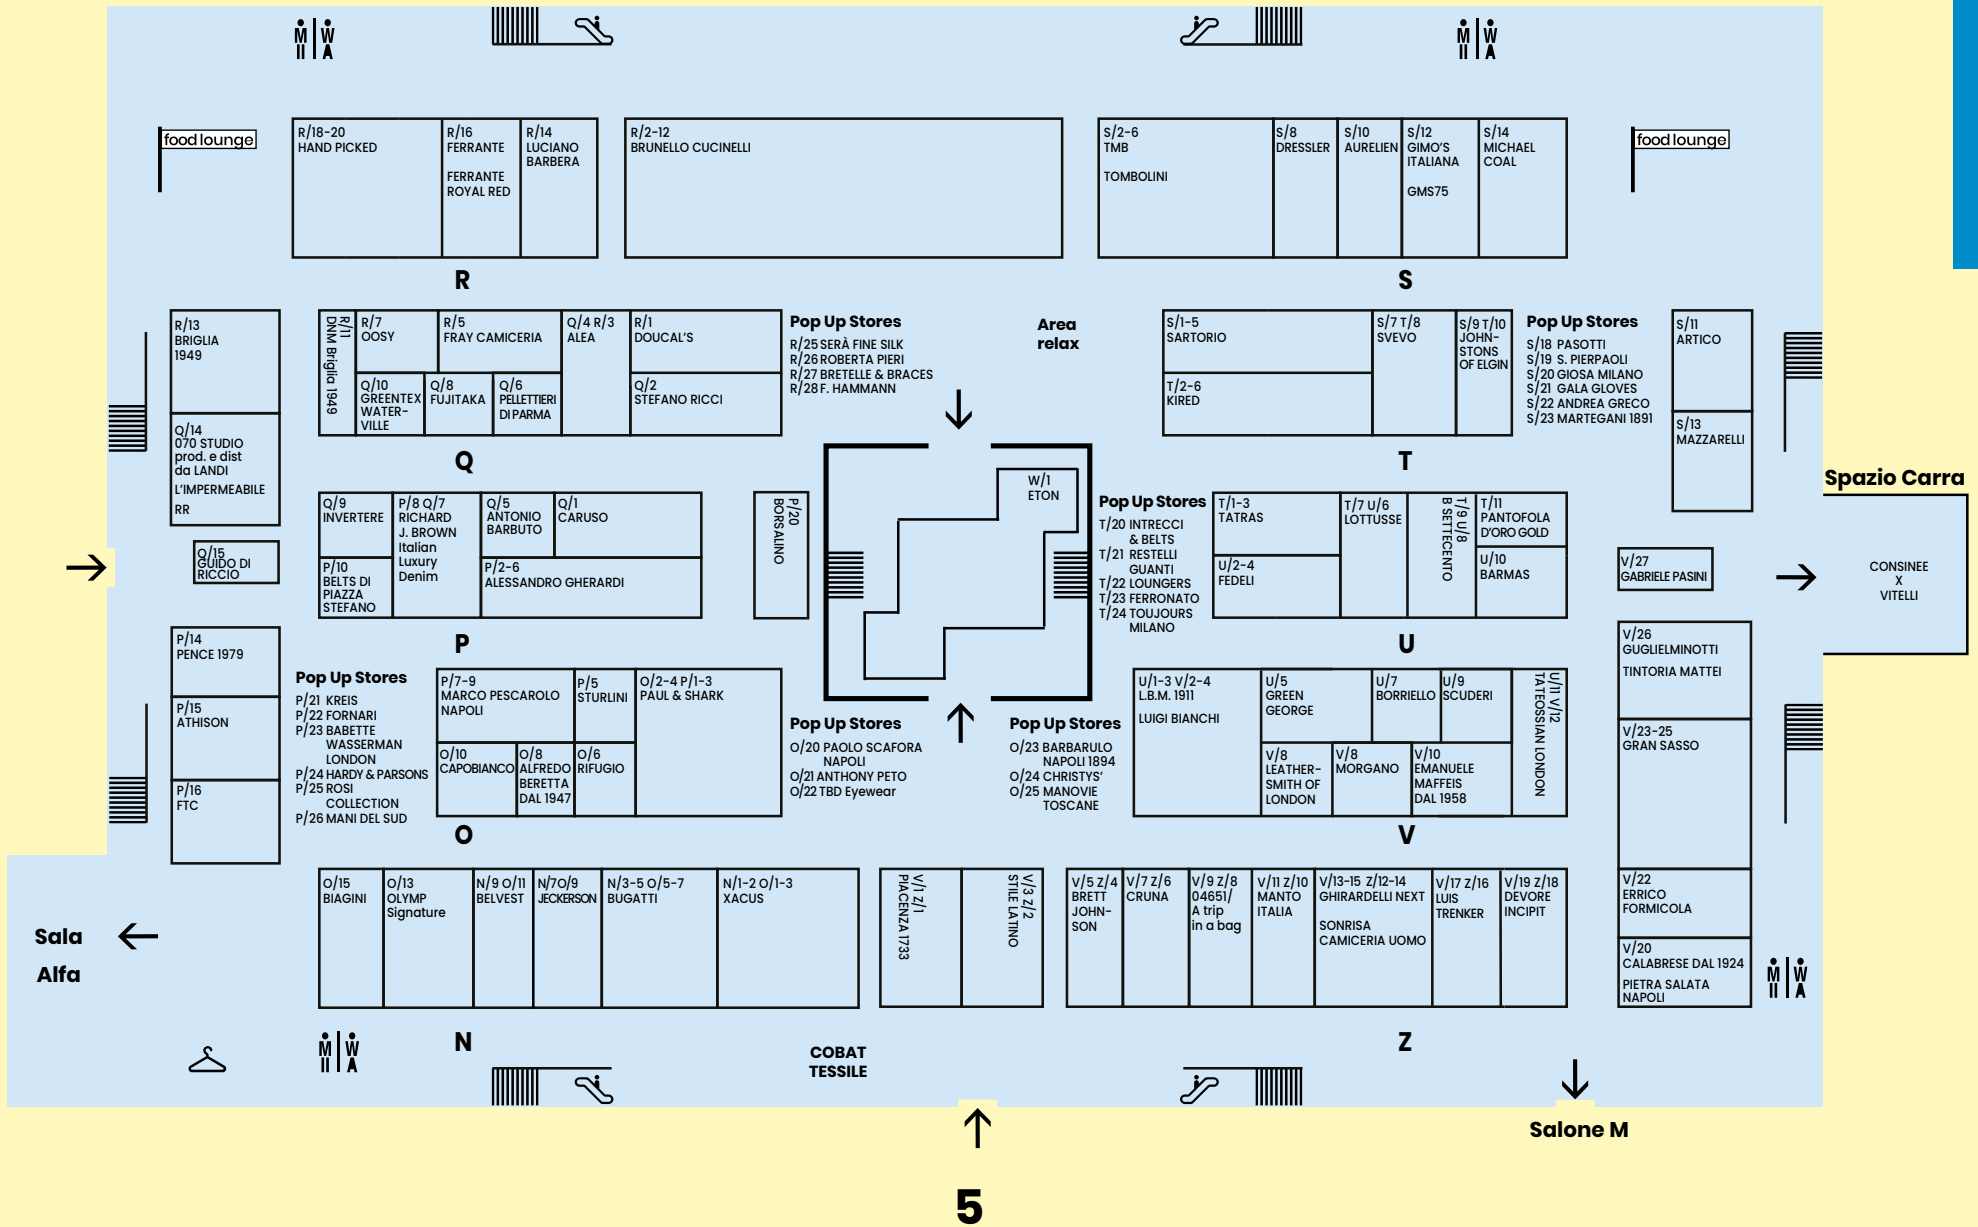 M W
M W
food lounge
R/18-20
HAND PICKED
R/16
FERRANTE
FERRANTE
ROYAL RED
R/14
LUCIANO
BARBERA
R/2-12
BRUNELLO CUCINELLI
S/2-6
TMB
TOMBOLINI
S/8
DRESSLER
S/10
AURELIEN
S/12
GIMO'S
ITALIANA
GMS75
S/14
MICHAEL
COAL
food lounge
R
S
R/13
BRIGLIA
1949
Q/14
070 STUDIO
prod. e dist
da LANDI
L'IMPERMEABILE
RR
Q/15
GUIDO DI
RICCIO
R/11
DNM Briglia 1949
R/7
OOSY
R/5
FRAY CAMICERIA
Q/4 R/3
ALEA
R/1
DOUCAL'S
Q/10
GREENTEX
WATER-
VILLE
Q/8
FUJITAKA
Q/6
PELLETTIERI
DI PARMA
Q/2
STEFANO RICCI
Pop Up Stores
R/25 SERÀ FINE SILK
R/26 ROBERTA PIERI
R/27 BRETELLE & BRACES
R/28 F. HAMMANN
Area
relax
S/1-5
SARTORIO
T/2-6
KIRED
S/7 T/8
SVEVO
S/9 T/10
JOHN-
STONS
OF ELGIN
Pop Up Stores
S/18 PASOTTI
S/19 S. PIERPAOLI
S/20 GIOSA MILANO
S/21 GALA GLOVES
S/22 ANDREA GRECO
S/23 MARTEGANI 1891
S/11
ARTICO
S/13
MAZZARELLI
Q
T
Spazio Carra
Q/9
INVERTERE
P/10
BELTS DI
PIAZZA
STEFANO
P/8 Q/7
RICHARD
J. BROWN
Italian
Luxury
Denim
Q/5
ANTONIO
BARBUTO
Q/1
CARUSO
P/2-6
ALESSANDRO GHERARDI
P/20
BORSALINO
W/1
ETON
Pop Up Stores
T/20 INTRECCI
& BELTS
T/21 RESTELLI
GUANTI
T/22 LOUNGERS
T/23 FERRONATO
T/24 TOUJOURS
MILANO
T/1-3
TATRAS
U/2-4
FEDELI
T/7 U/6
LOTTUSSE
T/9 U/8
B SETTECENTO
T/11
PANTOFOLA
D'ORO GOLD
U/10
BARMAS
V/27
GABRIELE PASINI
CONSINEE
X
VITELLI
P
U
P/14
PENCE 1979
P/15
ATHISON
P/16
FTC
Pop Up Stores
P/21 KREIS
P/22 FORNARI
P/23 BABETTE
WASSERMAN
LONDON
P/24 HARDY & PARSONS
P/25 ROSI
COLLECTION
P/26 MANI DEL SUD
P/7-9
MARCO PESCAROLO
NAPOLI
P/5
STURLINI
O/2-4 P/1-3
PAUL & SHARK
O/10
CAPOBIANCO
O/8
ALFREDO
BERETTA
DAL 1947
O/6
RIFUGIO
Pop Up Stores
O/20 PAOLO SCAFORA
NAPOLI
O/21 ANTHONY PETO
O/22 TBD Eyewear
Pop Up Stores
O/23 BARBARULO
NAPOLI 1894
O/24 CHRISTYS'
O/25 MANOVIE
TOSCANE
U/1-3 V/2-4
L.B.M. 1911
LUIGI BIANCHI
U/5
GREEN
GEORGE
U/7
BORRIELLO
U/9
SCUDERI
U/11 V/12
TATEOSSIAN LONDON
V/8
LEATHER-
SMITH OF
LONDON
V/8
MORGANO
V/10
EMANUELE
MAFFEIS
DAL 1958
V/26
GUGLIELMINOTTI
TINTORIA MATTEI
V/23-25
GRAN SASSO
V/22
ERRICO
FORMICOLA
V/20
CALABRESE DAL 1924
PIETRA SALATA
NAPOLI
O
V
O/15
BIAGINI
O/13
OLYMP
Signature
N/9 O/11
BELVEST
N/7 O/9
JECKERSON
N/3-5 O/5-7
BUGATTI
N/1-2 O/1-3
XACUS
V/1 Z/1
PIACENZA 1733
V/3 Z/2
STILE LATINO
V/5 Z/4
BRETT
JOHN-
SON
V/7 Z/6
CRUNA
V/9 Z/8
04651/
A trip
in a bag
V/11 Z/10
MANTO
ITALIA
V/13-15 Z/12-14
GHIRARDELLI NEXT
SONRISA
CAMICERIA UOMO
V/17 Z/16
LUIS
TRENKER
V/19 Z/18
DEVORE
INCIPIT
Sala
Alfa
M W
M W
N
COBAT
TESSILE
Z
Salone M
5